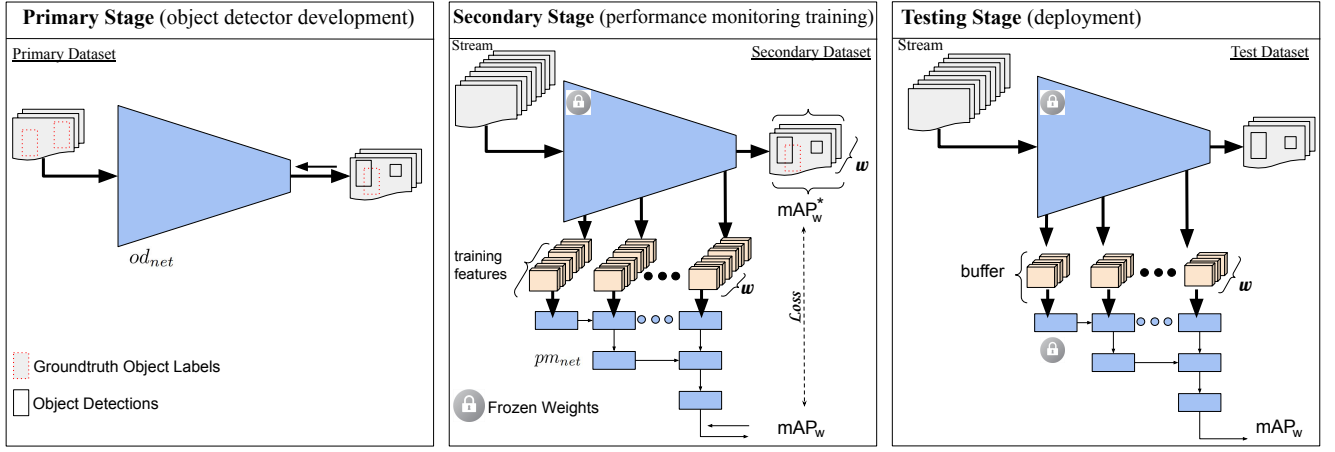 Primary Stage (object detector development)
Primary Dataset
od_net
Groundtruth Object Labels
Object Detections
Secondary Stage (performance monitoring training)
Stream
Secondary Dataset
w
mAP*_w
training
features
w
Loss
pm_net
Frozen Weights
mAP_w
Testing Stage (deployment)
Stream
Test Dataset
buffer
w
mAP_w